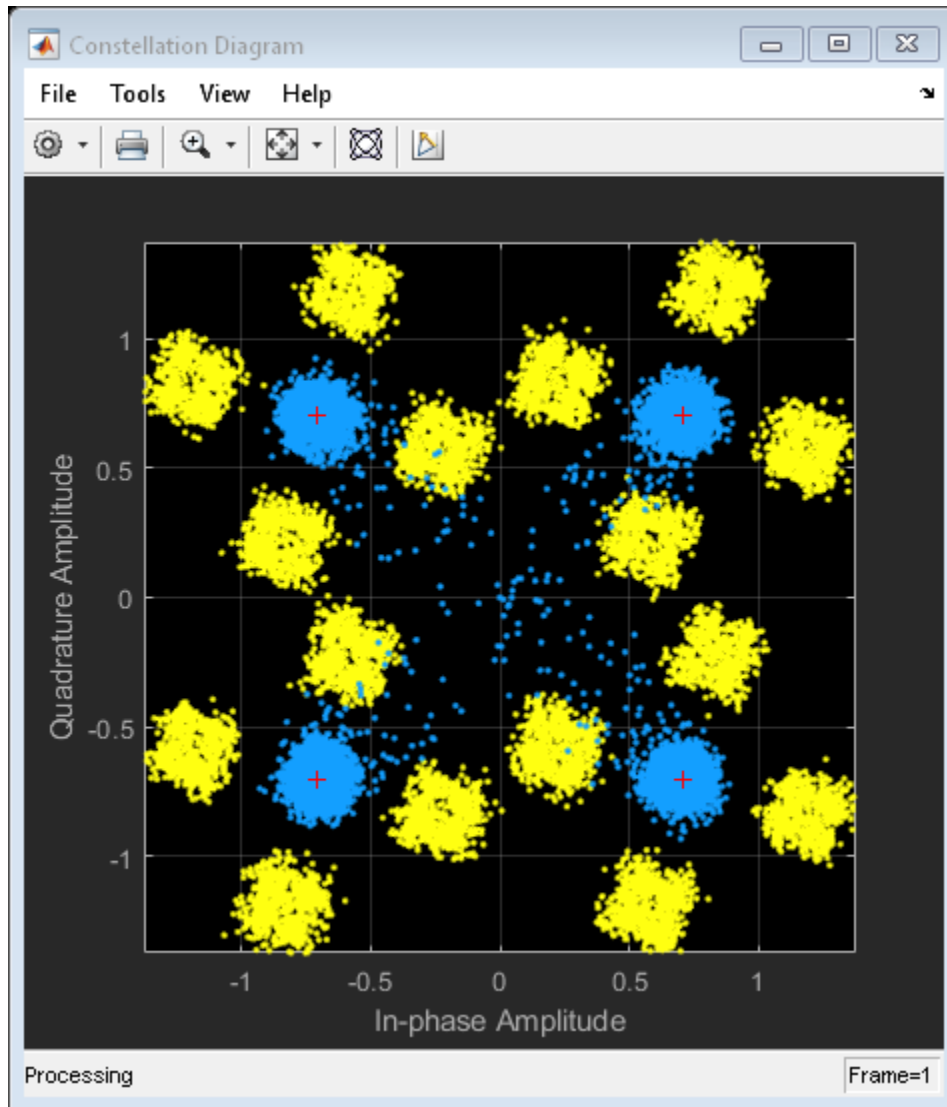 Constellation Diagram
File Tools View Help
1
0.5
0
-0.5
-1
Quadrature Amplitude
-1 -0.5 0 0.5 1
In-phase Amplitude
Processing Frame=1